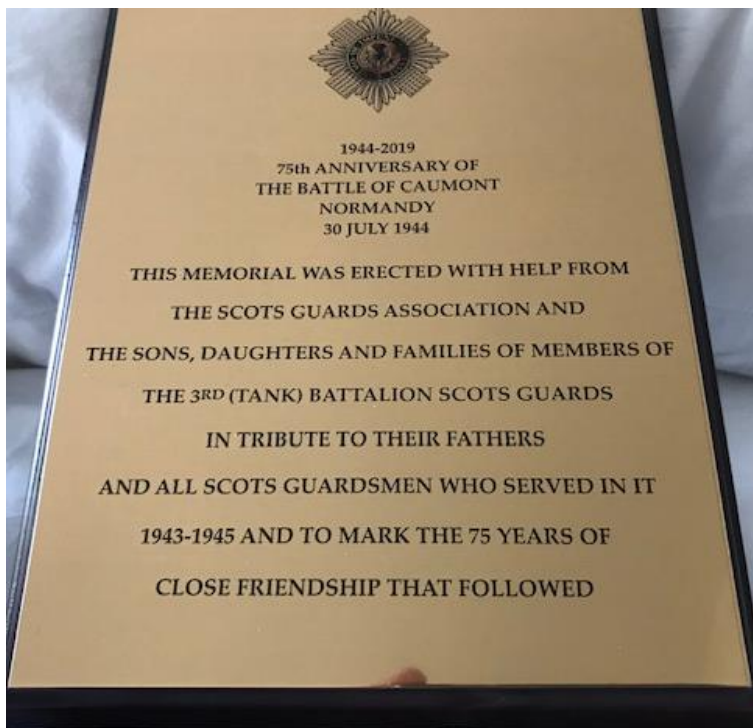 1944-2019
75th ANNIVERSARY OF
THE BATTLE OF CAUMONT
NORMANDY
30 JULY 1944
THIS MEMORIAL WAS ERECTED WITH HELP FROM
THE SCOTS GUARDS ASSOCIATION AND
THE SONS, DAUGHTERS AND FAMILIES OF MEMBERS OF
THE 3RD (TANK) BATTALION SCOTS GUARDS
IN TRIBUTE TO THEIR FATHERS
AND ALL SCOTS GUARDSMEN WHO SERVED IN IT
1943-1945 AND TO MARK THE 75 YEARS OF
CLOSE FRIENDSHIP THAT FOLLOWED